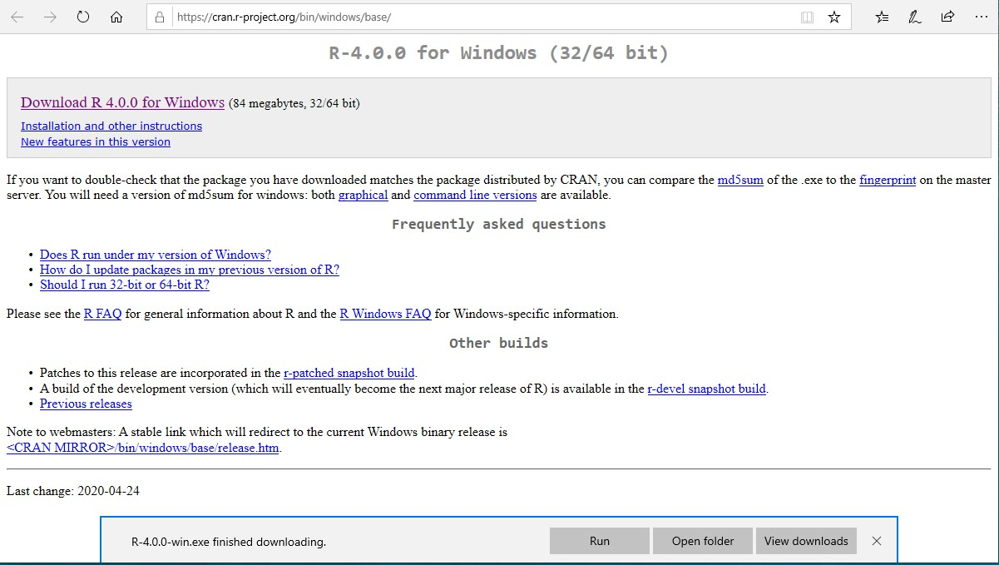 https://cran.r-project.org/bin/windows/base/
R-4.0.0 for Windows (32/64 bit)
Download R 4.0.0 for Windows (84 megabytes, 32/64 bit)
Installation and other instructions
New features in this version
If you want to double-check that the package you have downloaded matches the package distributed by CRAN, you can compare the md5sum of the .exe to the fingerprint on the master
server. You will need a version of md5sum for windows: both graphical and command line versions are available.
Frequently asked questions
• Does R run under my version of Windows?
• How do I update packages in my previous version of R?
• Should I run 32-bit or 64-bit R?
Please see the R FAQ for general information about R and the R Windows FAQ for Windows-specific information.
Other builds
• Patches to this release are incorporated in the r-patched snapshot build.
• A build of the development version (which will eventually become the next major release of R) is available in the r-devel snapshot build.
• Previous releases
Note to webmasters: A stable link which will redirect to the current Windows binary release is
<CRAN MIRROR>/bin/windows/base/release.htm.
Last change: 2020-04-24
R-4.0.0-win.exe finished downloading. Run Open folder View downloads